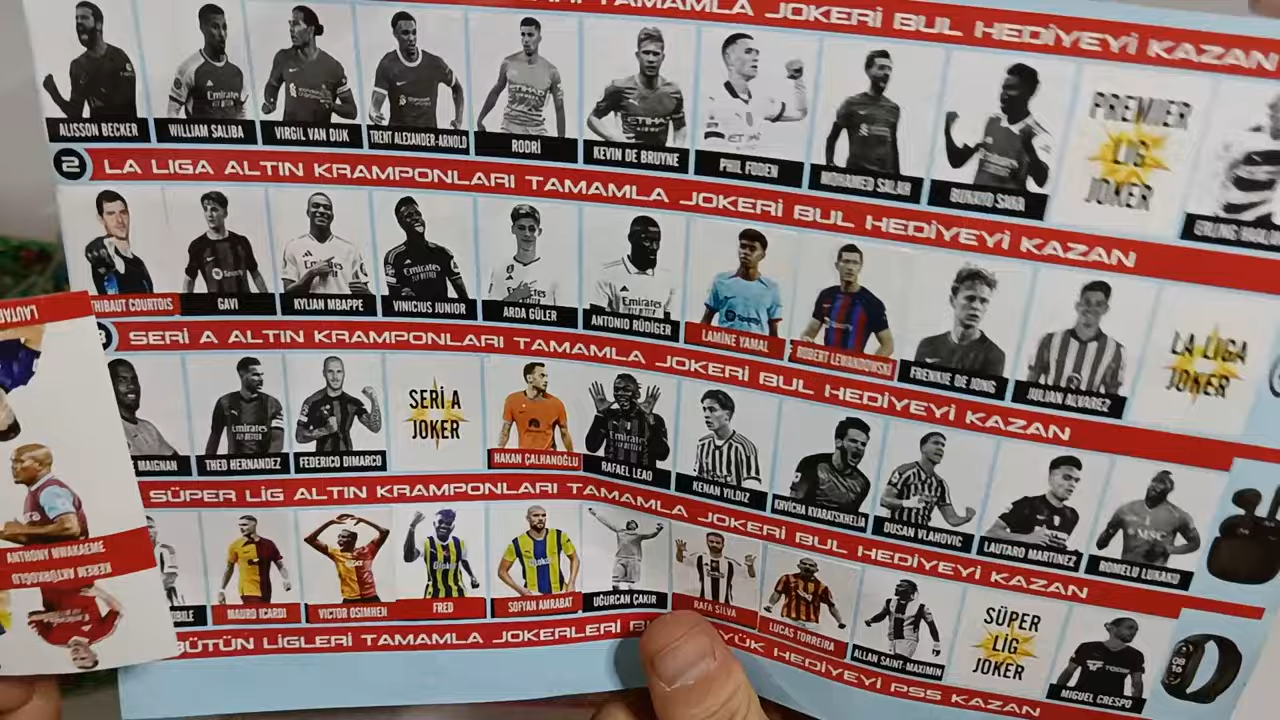 TAMAMLA JOKERİ BUL HEDİYEYİ KAZAN
ALISSON BECKER
WILLIAM SALIBA
VIRGIL VAN DIJK
TRENT ALEXANDER-ARNOLD
RODRÍ
KEVIN DE BRUYNE
PHIL FODEN
MOHAMED SALAH
BUKAYO SAKA
PREMIER
LIG
JOKER
2
LA LIGA ALTIN KRAMPONLARI TAMAMLA JOKERİ BUL HEDİYEYİ KAZAN
THIBAUT COURTOIS
GAVI
KYLIAN MBAPPE
VINICIUS JUNIOR
ARDA GÜLER
ANTONIO RÜDIGER
LAMİNE YAMAL
ROBERT LEWANDOWSKI
FRENKIE DE JONG
JULIAN ALVAREZ
LA LIGA
JOKER
SERİ A ALTIN KRAMPONLARI TAMAMLA JOKERİ BUL HEDİYEYİ KAZAN
MAIGNAN
THEO HERNANDEZ
FEDERICO DIMARCO
SERİ A
JOKER
HAKAN ÇALHANOĞLU
RAFAEL LEAO
KENAN YILDIZ
KHVICHA KVARATSKHELIA
DUSAN VLAHOVIC
LAUTARO MARTINEZ
ROMELU LUKAKU
SÜPER LİG ALTIN KRAMPONLARI TAMAMLA JOKERİ BUL HEDİYEYİ KAZAN
MAURO ICARDI
VICTOR OSIMHEN
FRED
SOFYAN AMRABAT
UĞURCAN ÇAKIR
RAFA SILVA
LUCAS TORREIRA
ALLAN SAINT-MAXIMIN
SÜPER
LİG
JOKER
MIGUEL CRESPO
BÜTÜN LİGLERİ TAMAMLA JOKERLERİ
HEDİYEYİ PS5 KAZAN
ANTHONY NWAKAEME
KEREM AKTÜRKOĞLU